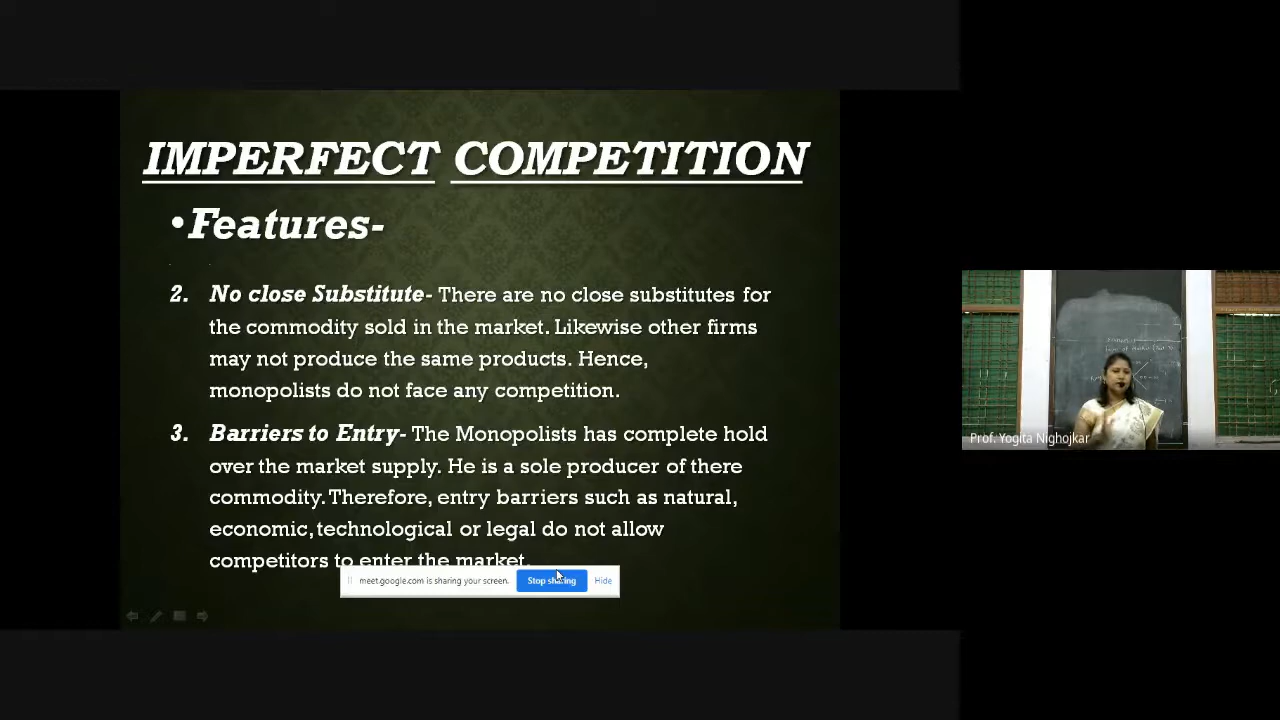 IMPERFECT COMPETITION
•Features-
2. No close Substitute- There are no close substitutes for
the commodity sold in the market. Likewise other firms
may not produce the same products. Hence,
monopolists do not face any competition.
3. Barriers to Entry- The Monopolists has complete hold
over the market supply. He is a sole producer of there
commodity. Therefore, entry barriers such as natural,
economic, technological or legal do not allow
competitors to enter the market.
meet.google.com is sharing your screen. Stop sharing Hide
Prof. Yogita Nighojkar